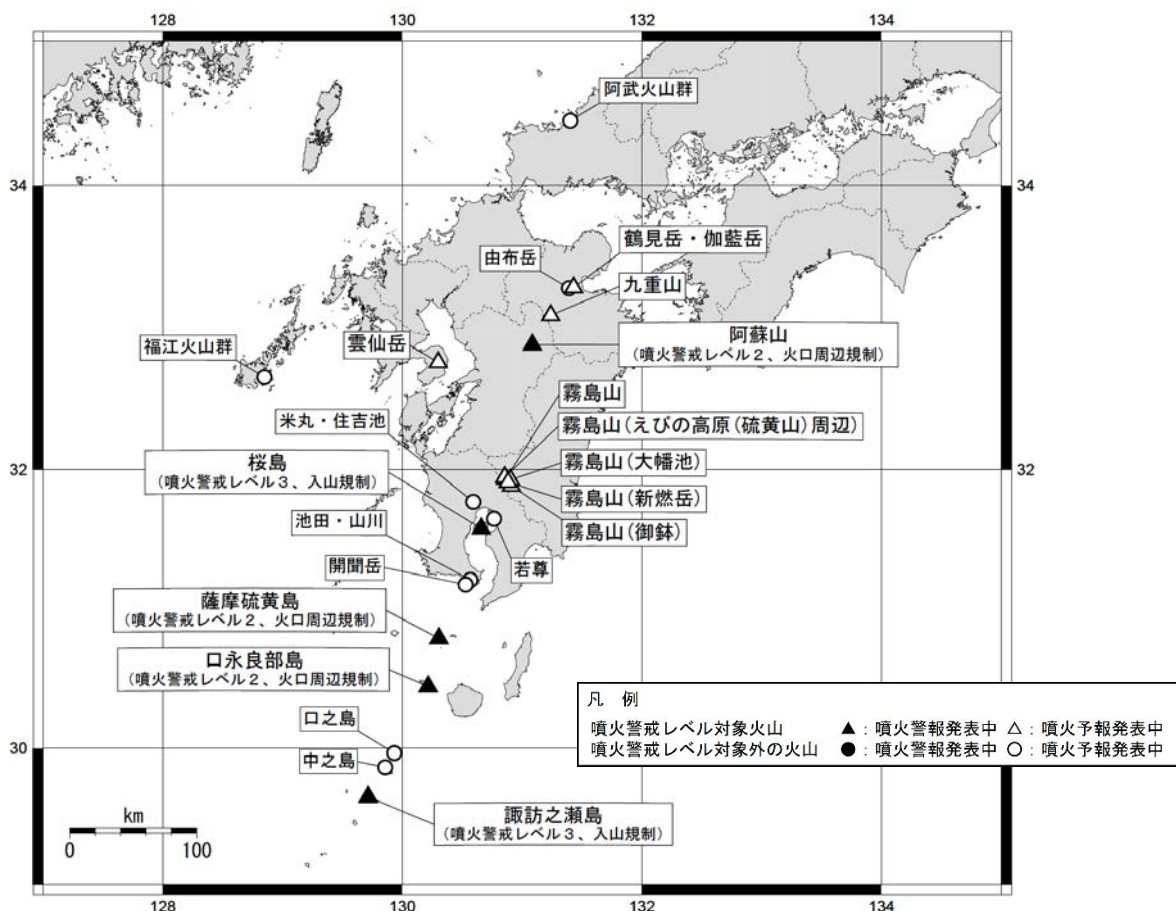 128
130
132
134
阿武火山群
34
34
鶴見岳・伽藍岳
由布岳
九重山
阿蘇山
(噴火警戒レベル2、火口周辺規制)
雲仙岳
福江火山群
霧島山
米丸・住吉池
霧島山(えびの高原(硫黄山)周辺)
32
32
桜島
(噴火警戒レベル3、入山規制)
霧島山(大幡池)
霧島山(新燃岳)
池田・山川
霧島山(御鉢)
開聞岳
若尊
薩摩硫黄島
(噴火警戒レベル2、火口周辺規制)
口永良部島
(噴火警戒レベル2、火口周辺規制)
凡 例
噴火警戒レベル対象火山 ▲:噴火警報発表中 △:噴火予報発表中
噴火警戒レベル対象外の火山 ●:噴火警報発表中 ○:噴火予報発表中
口之島
30
30
中之島
諏訪之瀬島
(噴火警戒レベル3、入山規制)
km
0 100
128
130
132
134